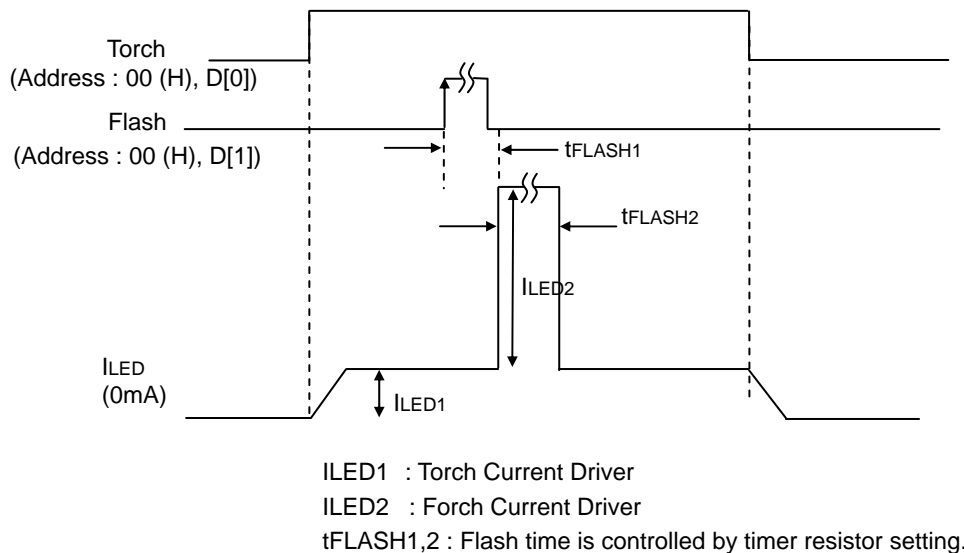 Torch
(Address : 00 (H), D[0])
Flash
(Address : 00 (H), D[1])
tFLASH1
tFLASH2
ILED2
ILED
(0mA)
ILED1
ILED1 : Torch Current Driver
ILED2 : Forch Current Driver
tFLASH1,2 : Flash time is controlled by timer resistor setting.